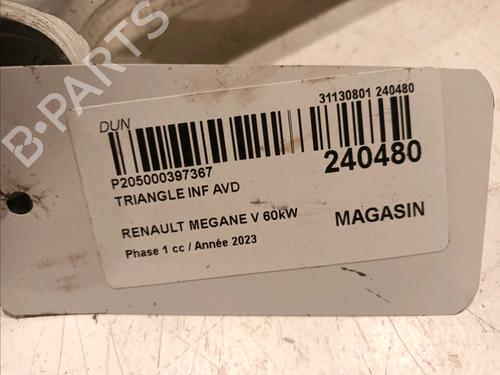 B-PARTS
DUN
31130801 240480
P205000397367
240480
TRIANGLE INF AVD
RENAULT MEGANE V 60kW
MAGASIN
Phase 1 cc / Année 2023